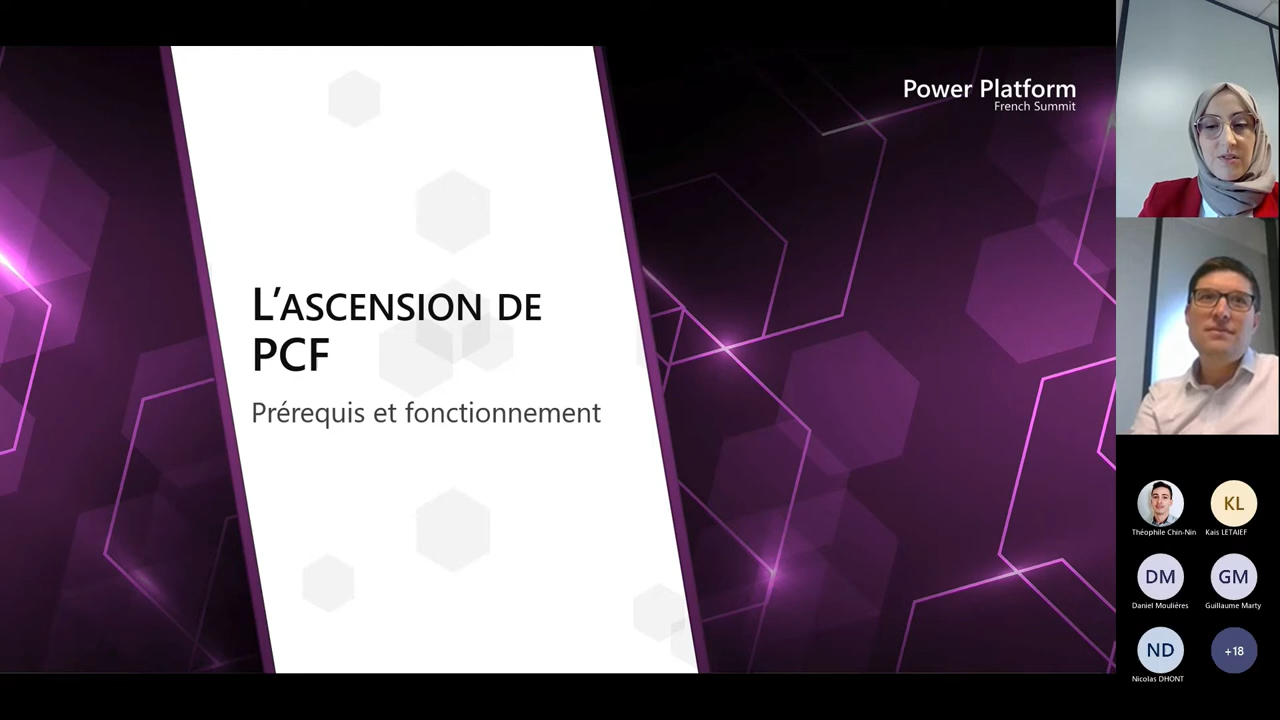 Power Platform
French Summit
L'ASCENSION DE
PCF
Prérequis et fonctionnement
KL
Théophile Chin-Nin
Kais LETAIEF
DM
GM
Daniel Moulières
Guillaume Marty
ND
+18
Nicolas DHONT